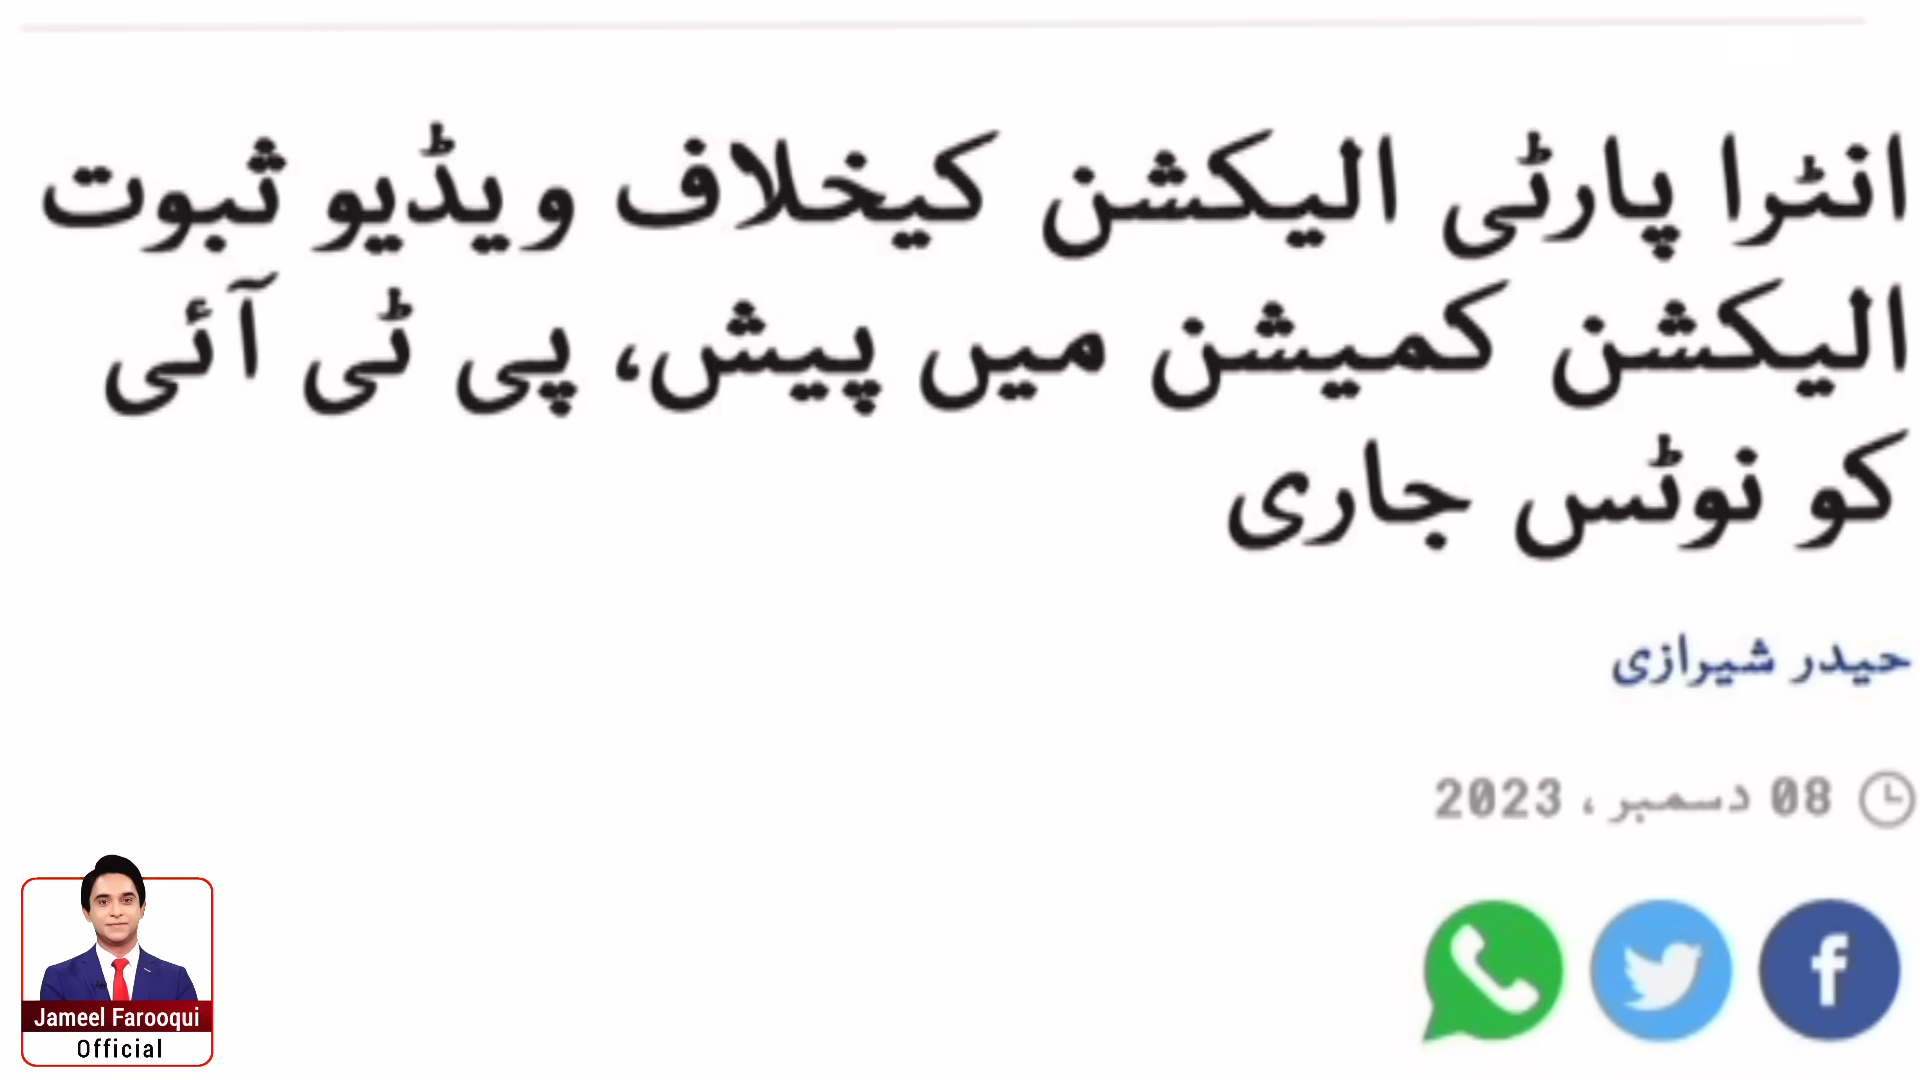 انٹرا پارٹی الیکشن کیخلاف ویڈیو ثبوت
الیکشن کمیشن میں پیش، پی ٹی آئی
کو نوٹس جاری
حیدر شیرازی
08 دسمبر، 2023
Jameel Farooqui
Official